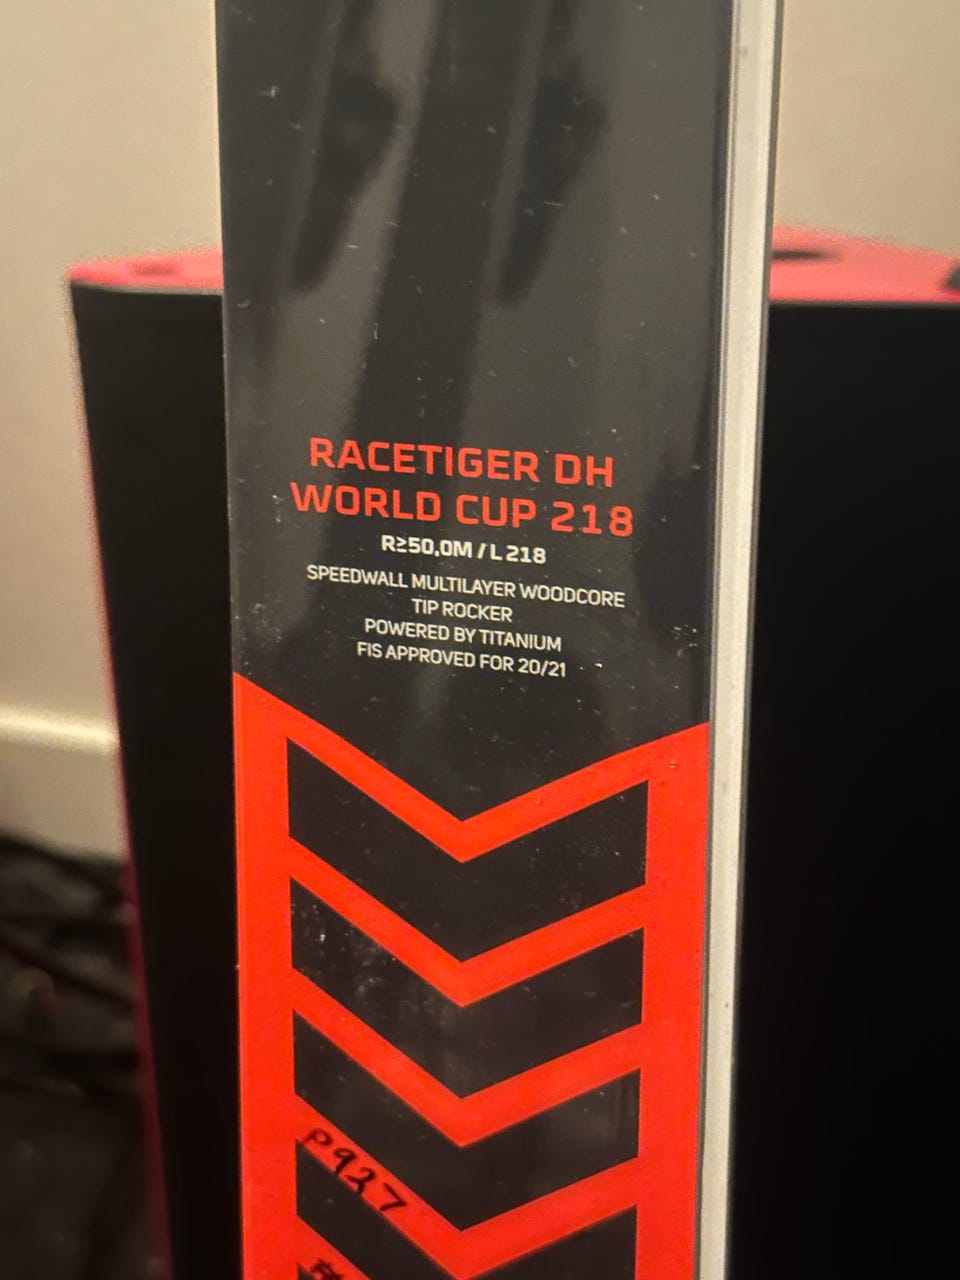 RACETIGER DH
WORLD CUP 218
R≥50,0M / L 218
SPEEDWALL MULTILAYER WOODCORE
TIP ROCKER
POWERED BY TITANIUM
FIS APPROVED FOR 20/21
P927
#